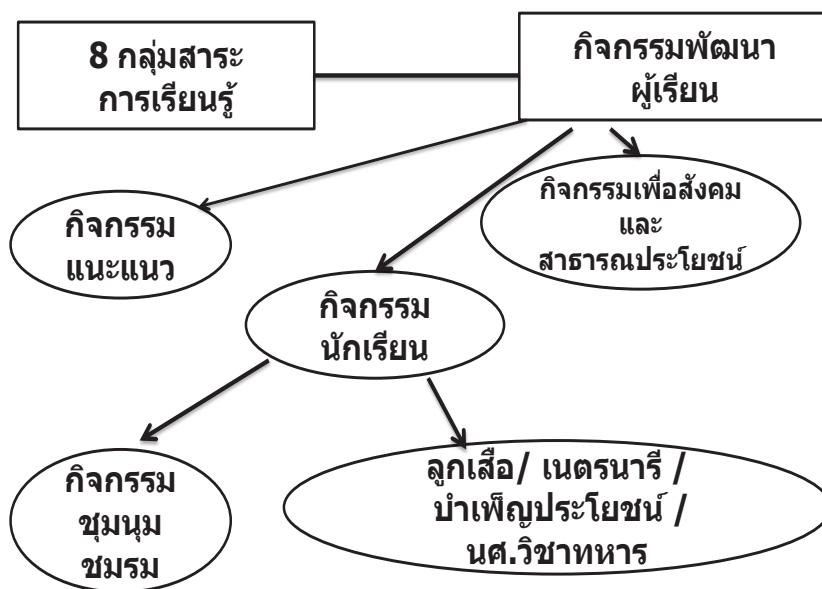 8 กลุ่มสาระ
การเรียนรู้
กิจกรรมพัฒนา
ผู้เรียน
กิจกรรม
แนะแนว
กิจกรรมเพื่อสังคม
และ
สาธารณประโยชน์
กิจกรรม
นักเรียน
กิจกรรม
ชุมนุม
ชมรม
ลูกเสือ/ เนตรนารี /
บำเพ็ญประโยชน์ /
นศ.วิชาทหาร